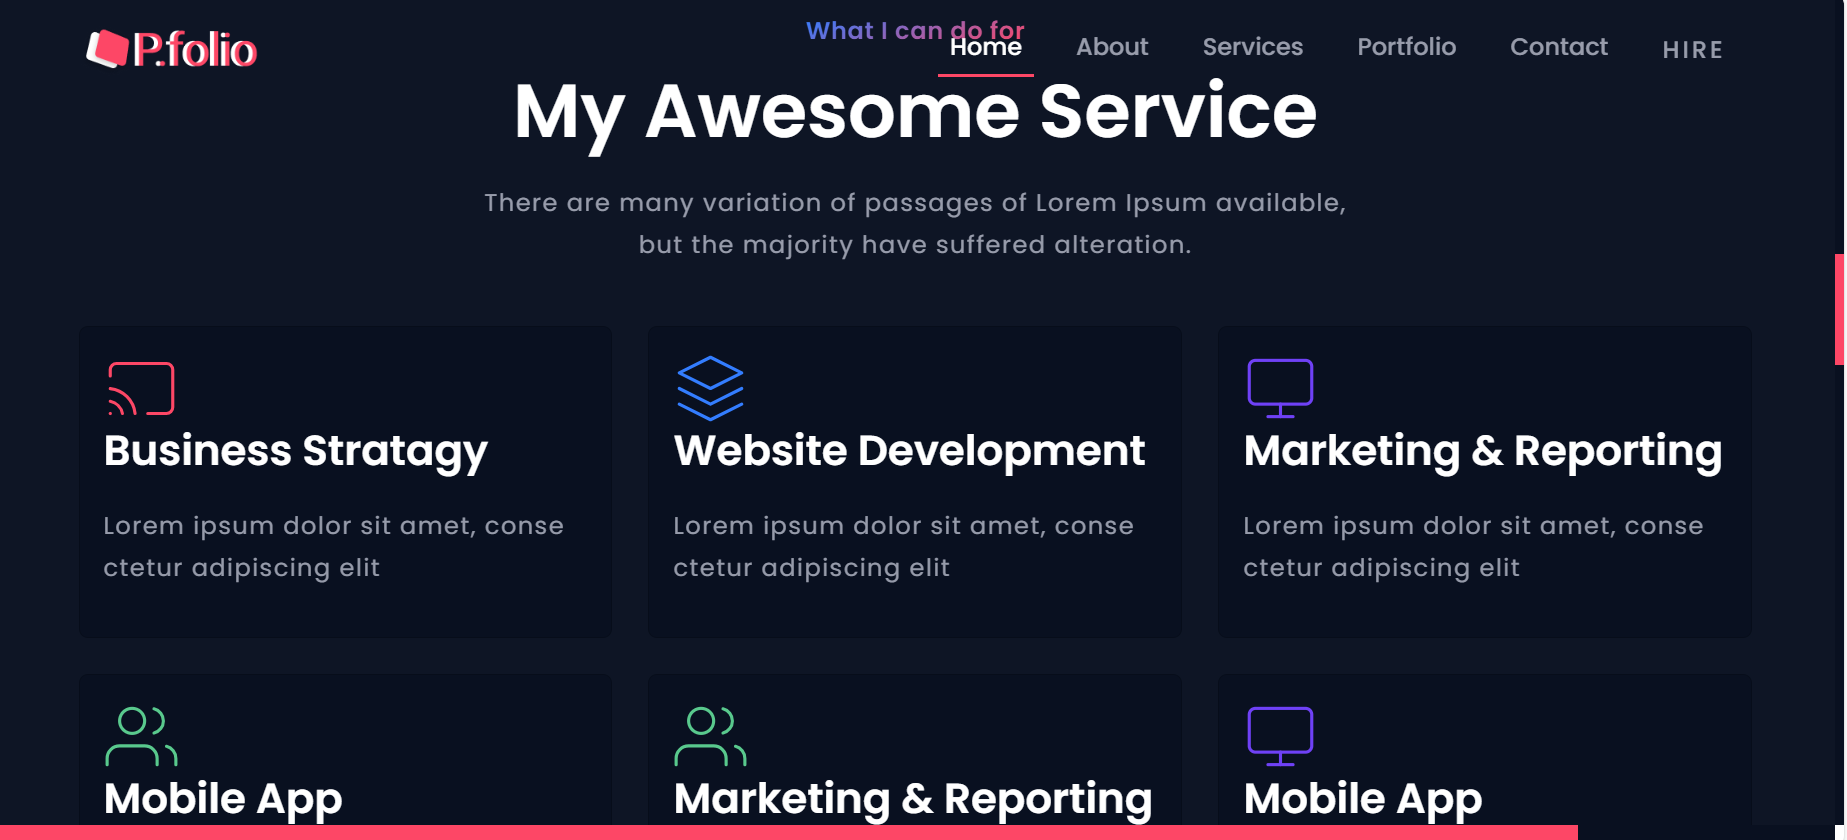 P.folio
What I can do for
Home About Services Portfolio Contact HIRE
My Awesome Service
There are many variation of passages of Lorem Ipsum available,
but the majority have suffered alteration.
Business Stratagy
Lorem ipsum dolor sit amet, conse
ctetur adipiscing elit
Website Development
Lorem ipsum dolor sit amet, conse
ctetur adipiscing elit
Marketing & Reporting
Lorem ipsum dolor sit amet, conse
ctetur adipiscing elit
Mobile App
Marketing & Reporting
Mobile App